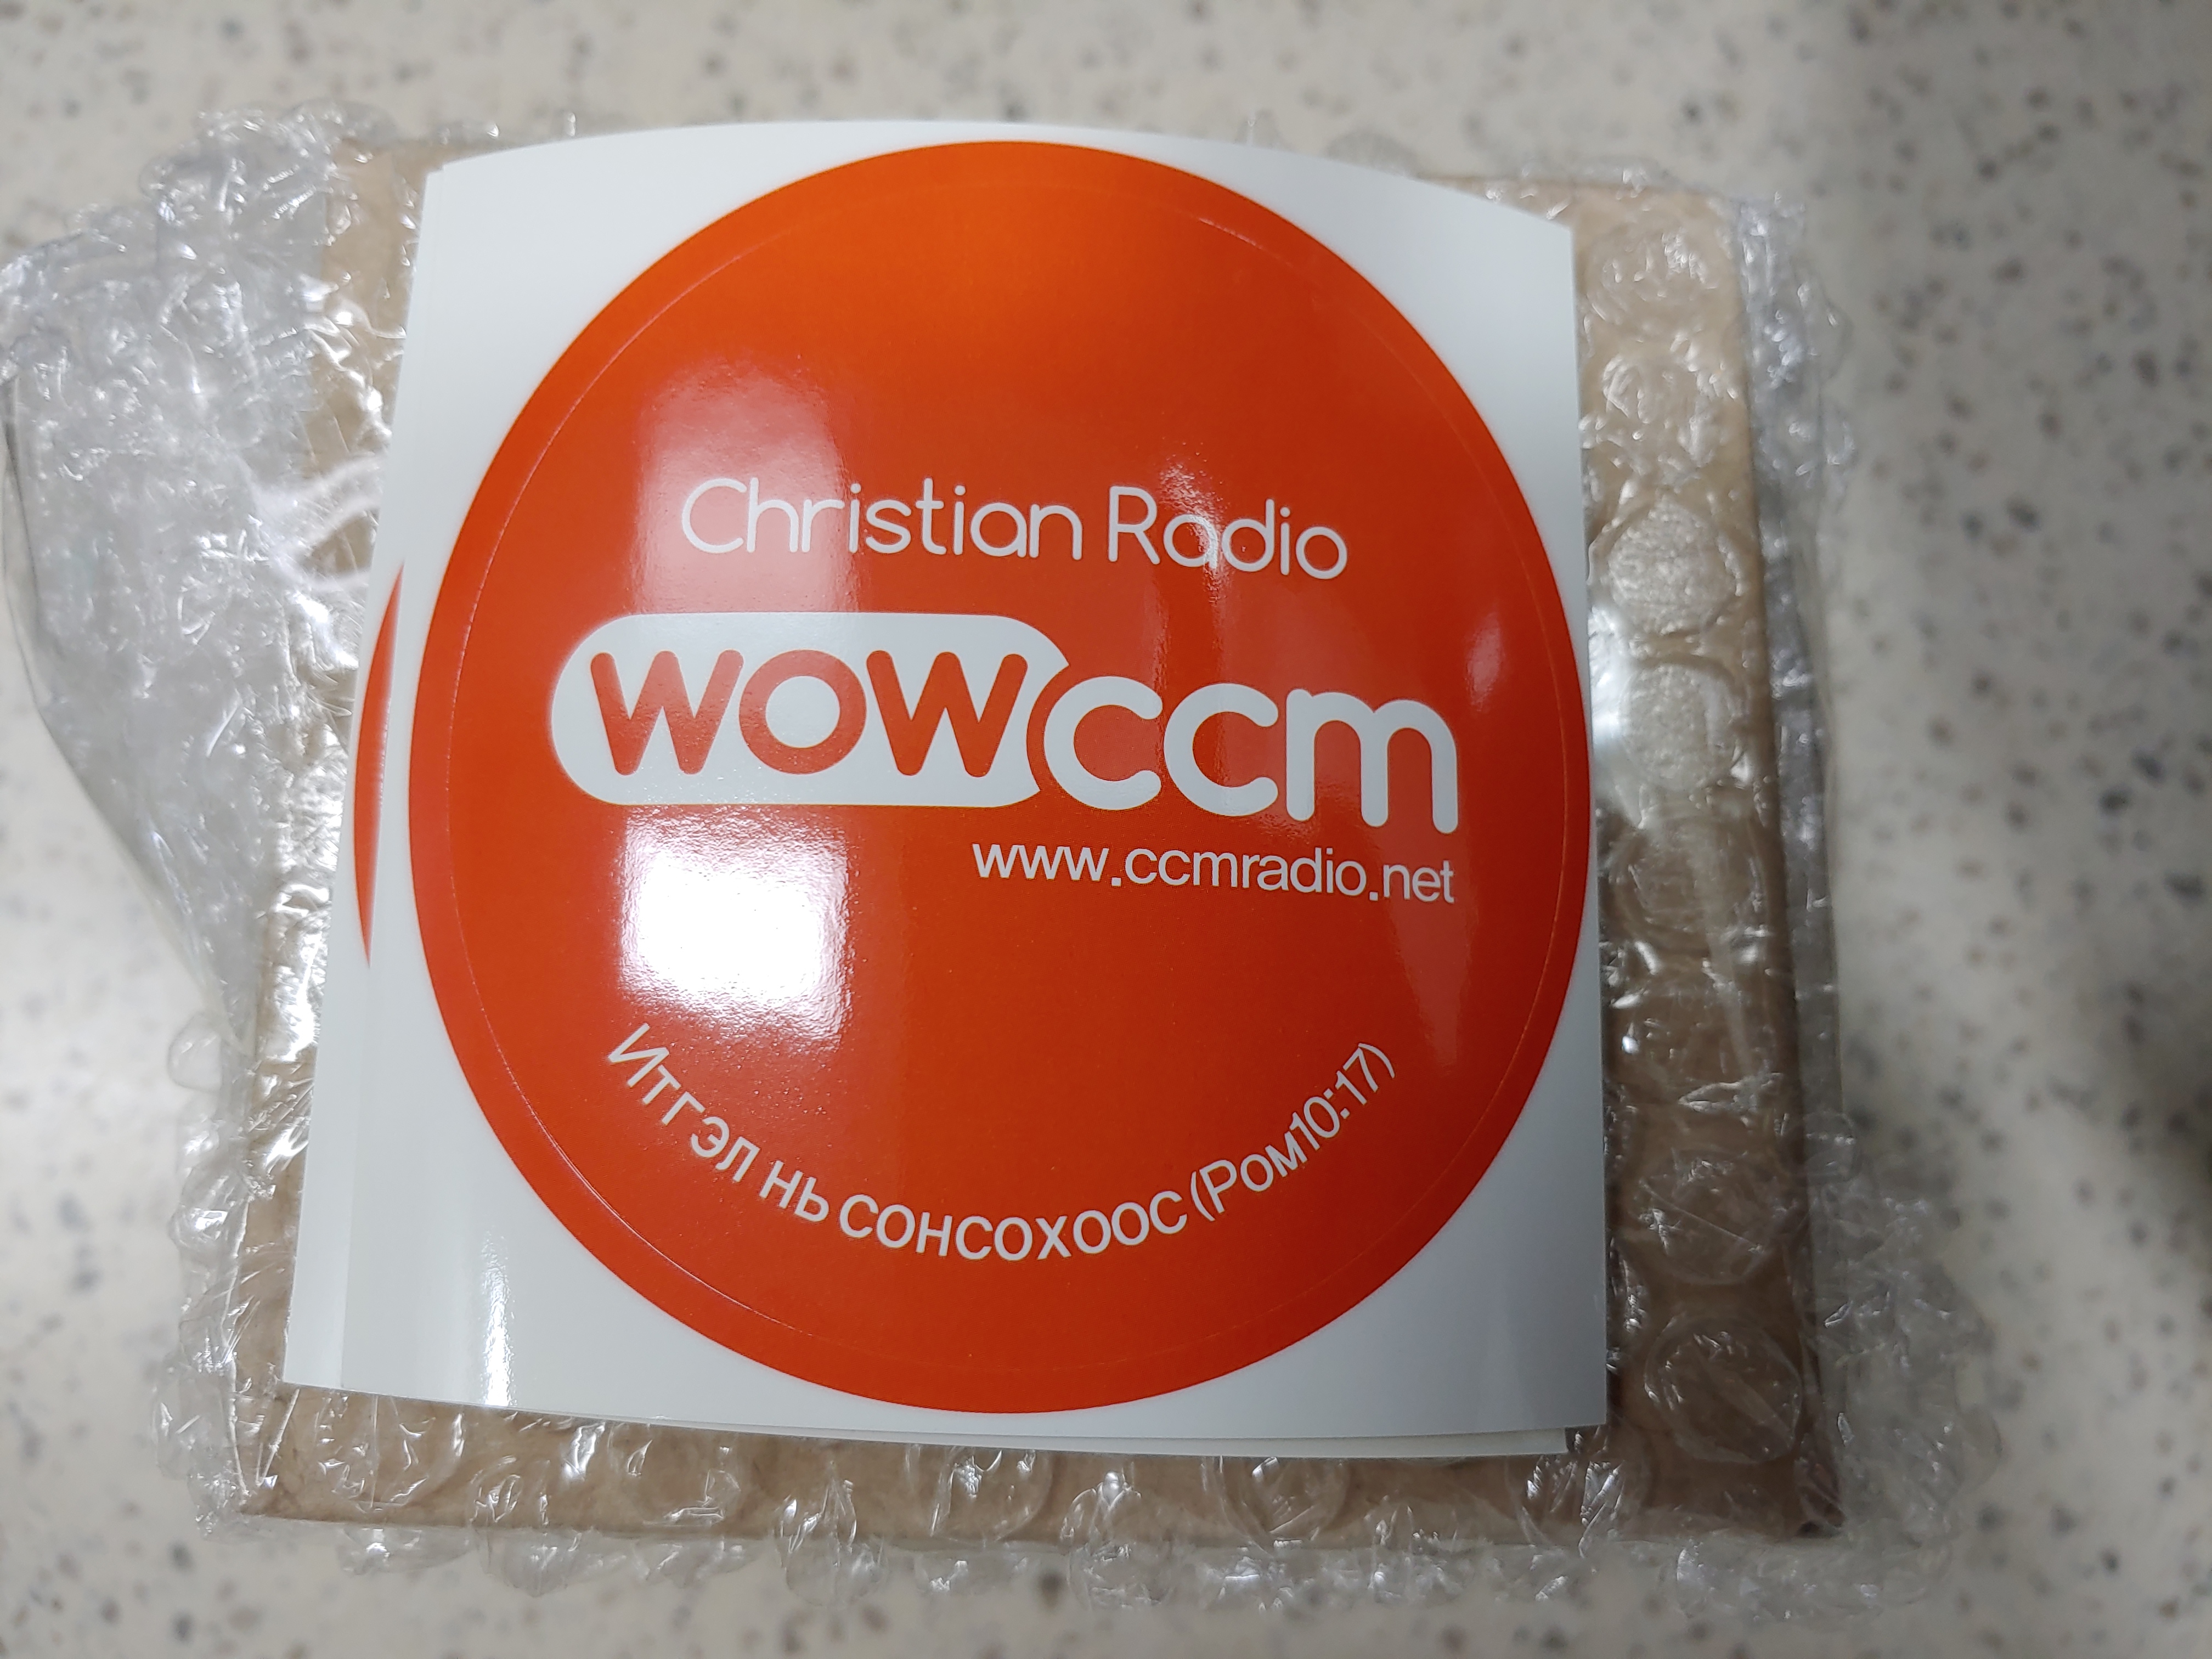 Christian Radio
wowccm
www.ccmradio.net
Итгэл нь сонсохоос (Ром10:17)